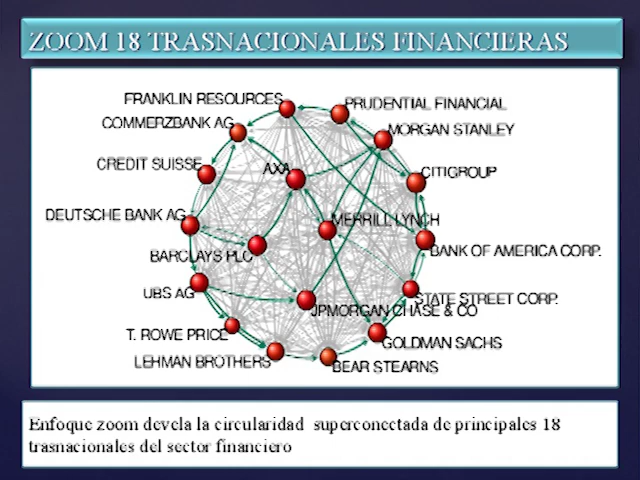 ZOOM 18 TRASNACIONALES FINANCIERAS
FRANKLIN RESOURCES
PRUDENTIAL FINANCIAL
COMMERZBANK AG
MORGAN STANLEY
CREDIT SUISSE
AXA
CITIGROUP
DEUTSCHE BANK AG
MERRILL LYNCH
BARCLAYS PLC
BANK OF AMERICA CORP.
UBS AG
STATE STREET CORP.
JPMORGAN CHASE & CO
T. ROWE PRICE
GOLDMAN SACHS
LEHMAN BROTHERS
BEAR STEARNS
Enfoque zoom devela la circularidad superconectada de principales 18
trasnacionales del sector financiero